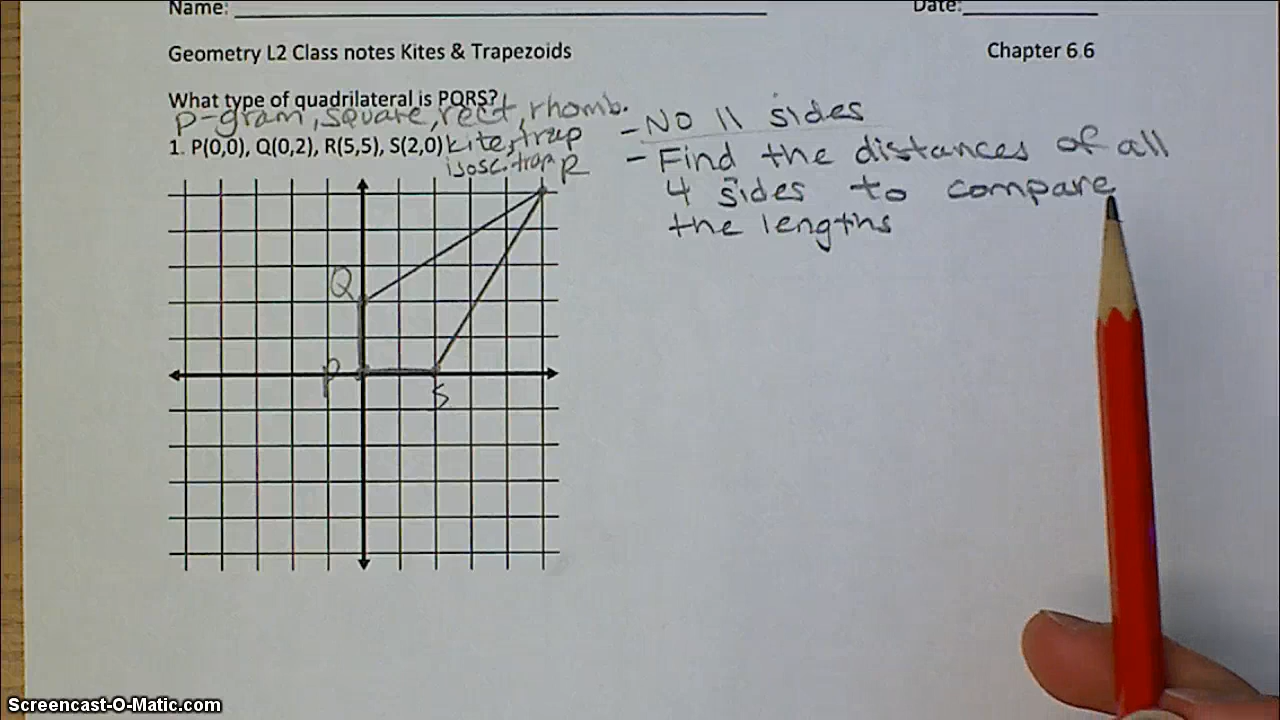 Name: Date:
Geometry L2 Class notes Kites & Trapezoids Chapter 6.6
What type of quadrilateral is PQRS?
p-gram, square, rect, rhomb.
1. P(0,0), Q(0,2), R(5,5), S(2,0) kite, trap
isosc. trap
- No || sides
- Find the distances of all
4 sides to compare
the lengths
R
Q
P
S
Screencast-O-Matic.com